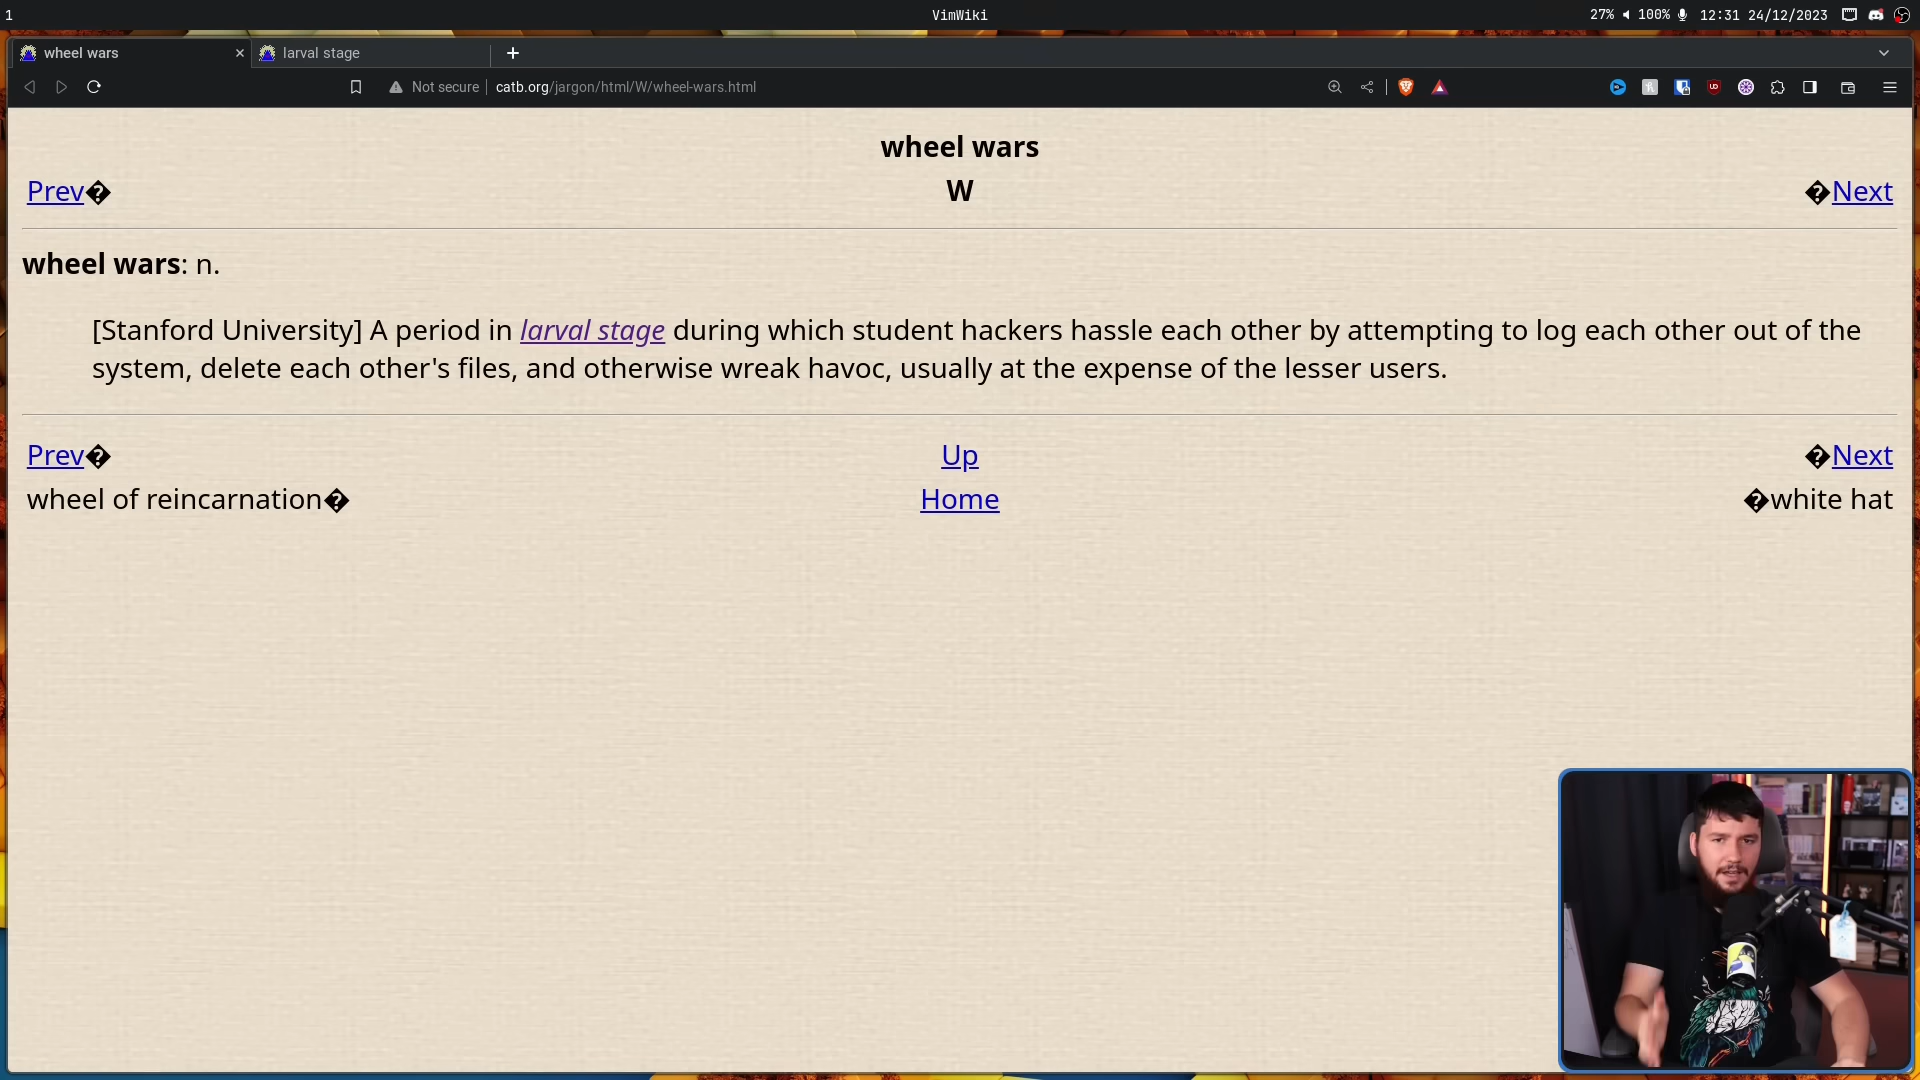 1
VimWiki
27% 100% 12:31 24/12/2023
wheel wars
larval stage
Not secure
catb.org/jargon/html/W/wheel-wars.html
wheel wars
Prev�
W
�Next
wheel wars: n.
[Stanford University] A period in larval stage during which student hackers hassle each other by attempting to log each other out of the
system, delete each other's files, and otherwise wreak havoc, usually at the expense of the lesser users.
Prev�
Up
�Next
wheel of reincarnation�
Home
�white hat